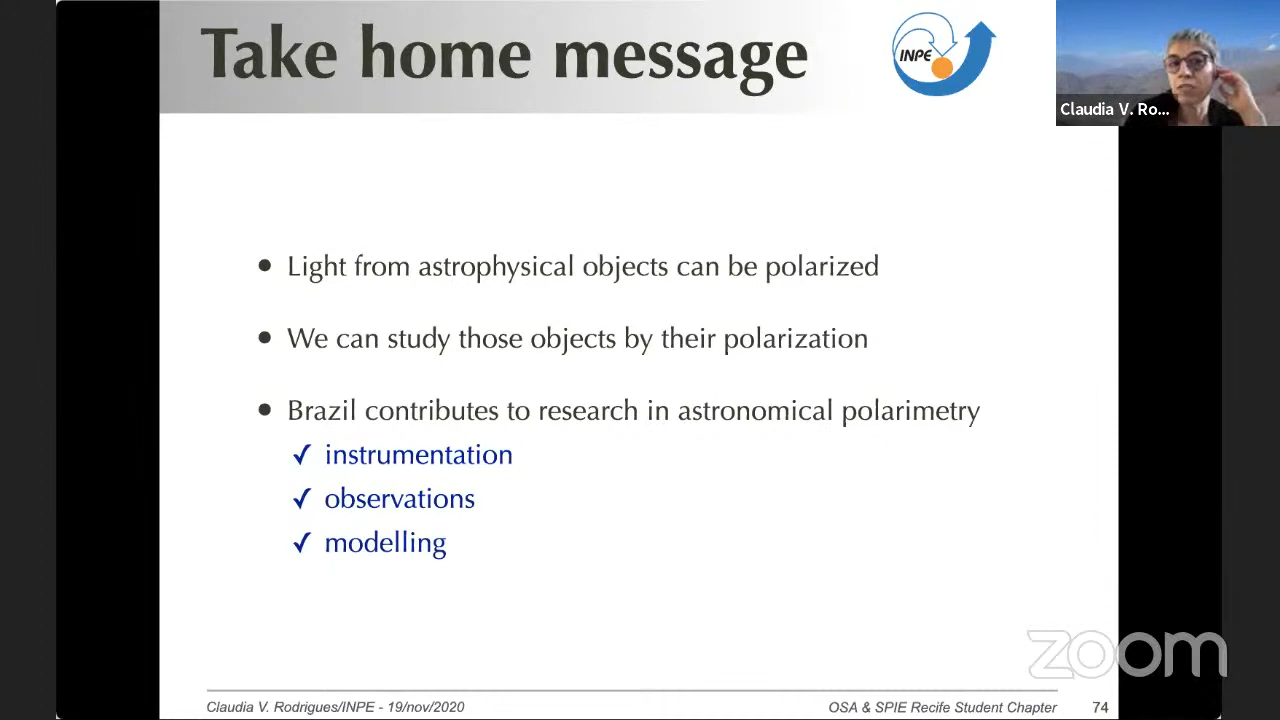 Take home message
INPE
Claudia V. Ro...
• Light from astrophysical objects can be polarized
• We can study those objects by their polarization
• Brazil contributes to research in astronomical polarimetry
✓ instrumentation
✓ observations
✓ modelling
zoom
Claudia V. Rodrigues/INPE - 19/nov/2020
OSA & SPIE Recife Student Chapter
74